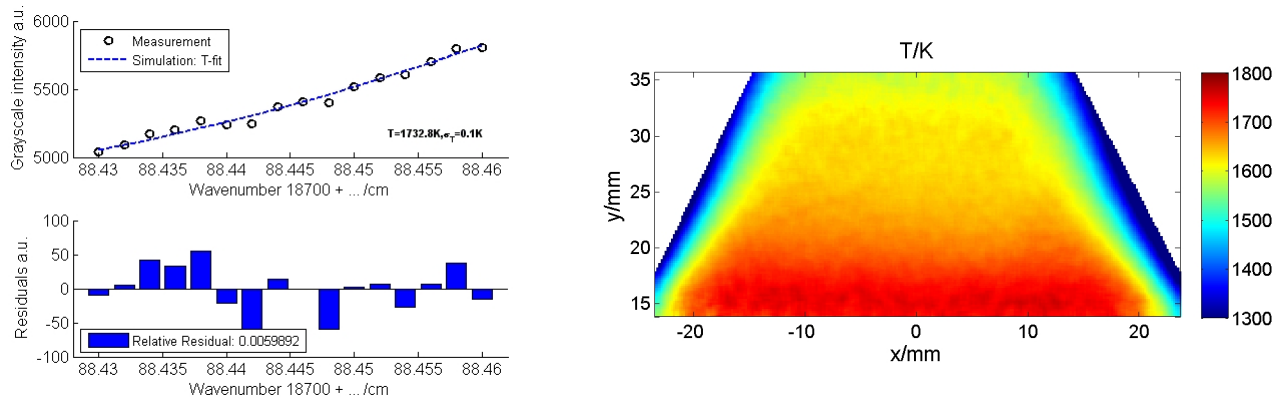 6000
5500
5000
Grayscale intensity a.u.
Measurement
Simulation: T-fit
T=1732.8K,σT=0.1K
88.43 88.435 88.44 88.445 88.45 88.455 88.46
Wavenumber 18700 + ... /cm
100
50
0
-50
-100
Residuals a.u.
Relative Residual: 0.0059892
88.43 88.435 88.44 88.445 88.45 88.455 88.46
Wavenumber 18700 + ... /cm
T/K
35
30
25
20
15
y/mm
-20 -10 0 10 20
x/mm
1800
1700
1600
1500
1400
1300